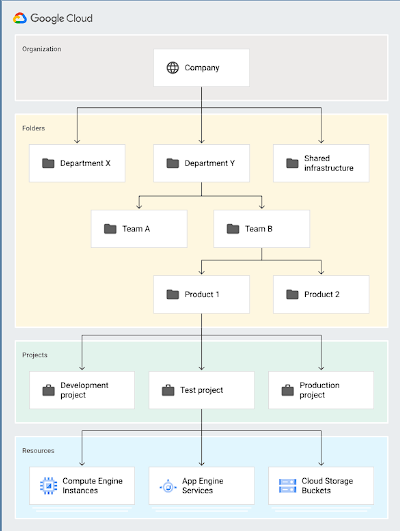 Google Cloud
Organization
Company
Folders
Department X
Department Y
Shared
infrastructure
Team A
Team B
Product 1
Product 2
Projects
Development
project
Test project
Production
project
Resources
Compute Engine
Instances
App Engine
Services
Cloud Storage
Buckets